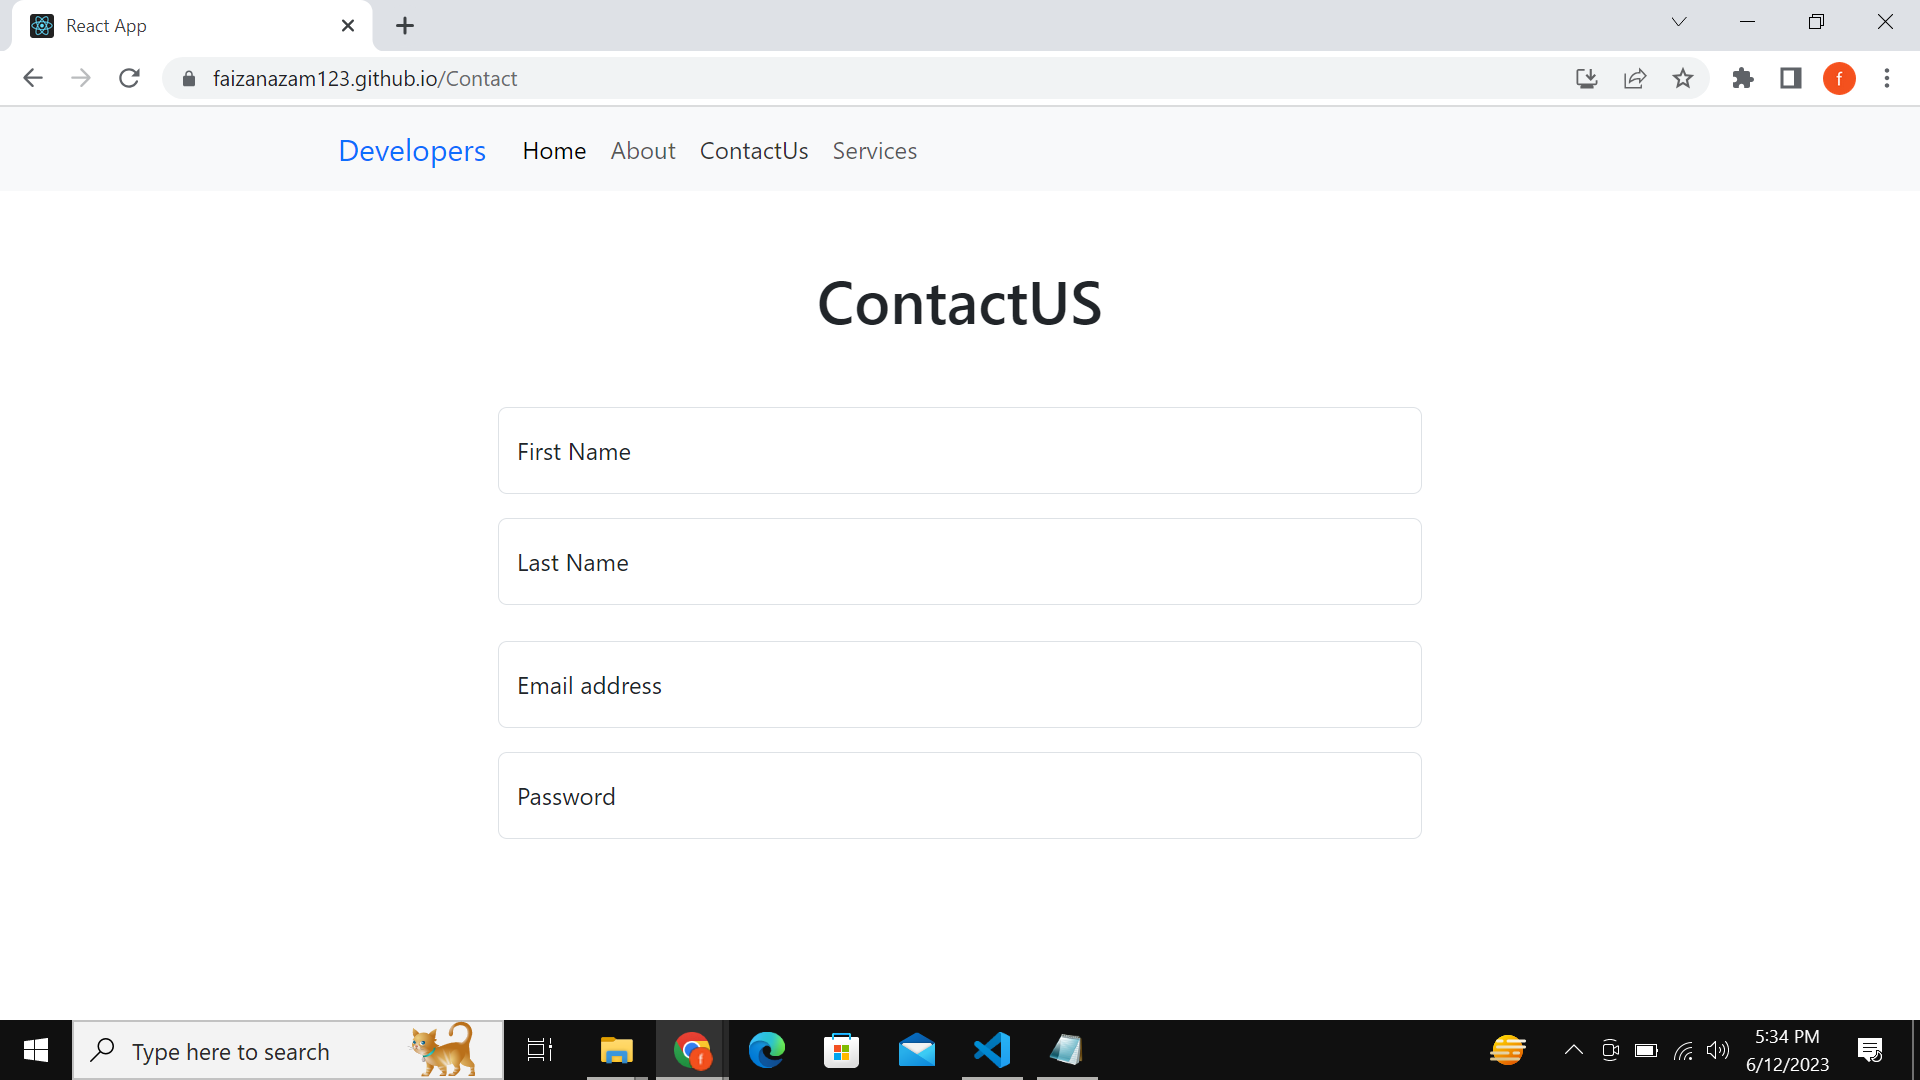 React App
faizanazam123.github.io/Contact
f
Developers Home About ContactUs Services
ContactUS
First Name
Last Name
Email address
Password
Type here to search
f
5:34 PM
6/12/2023